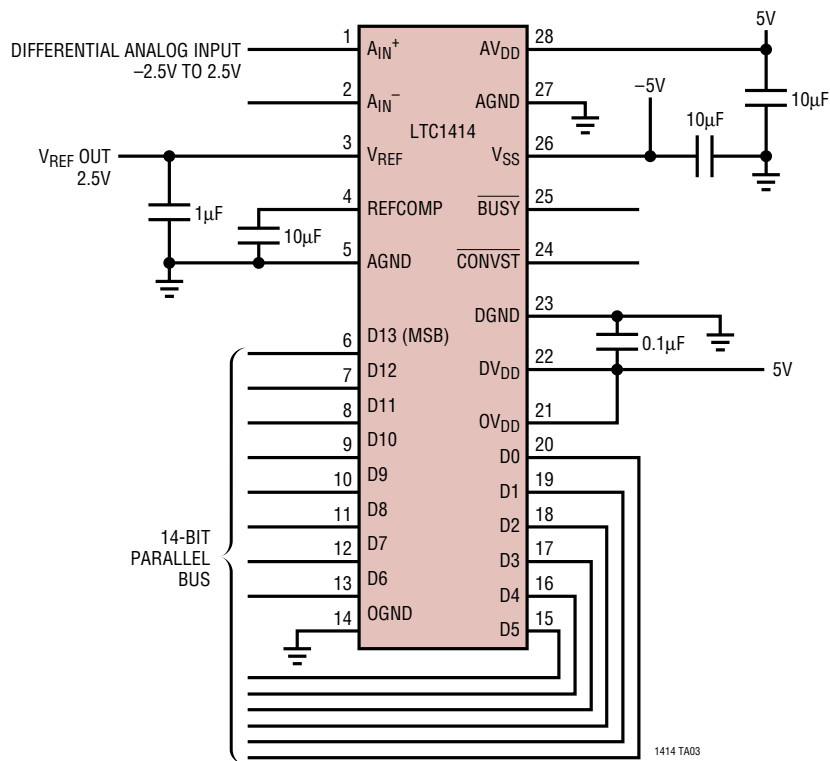 DIFFERENTIAL ANALOG INPUT
–2.5V TO 2.5V
VREF OUT
2.5V
1µF
10µF
14-BIT
PARALLEL
BUS
1
2
3
4
5
6
7
8
9
10
11
12
13
14
AIN+
AIN–
VREF
REFCOMP
AGND
D13 (MSB)
D12
D11
D10
D9
D8
D7
D6
OGND
LTC1414
AVDD
AGND
VSS
BUSY
CONVST
DGND
DVDD
OVDD
D0
D1
D2
D3
D4
D5
28
27
26
25
24
23
22
21
20
19
18
17
16
15
5V
–5V
10µF
10µF
0.1µF
5V
1414 TA03